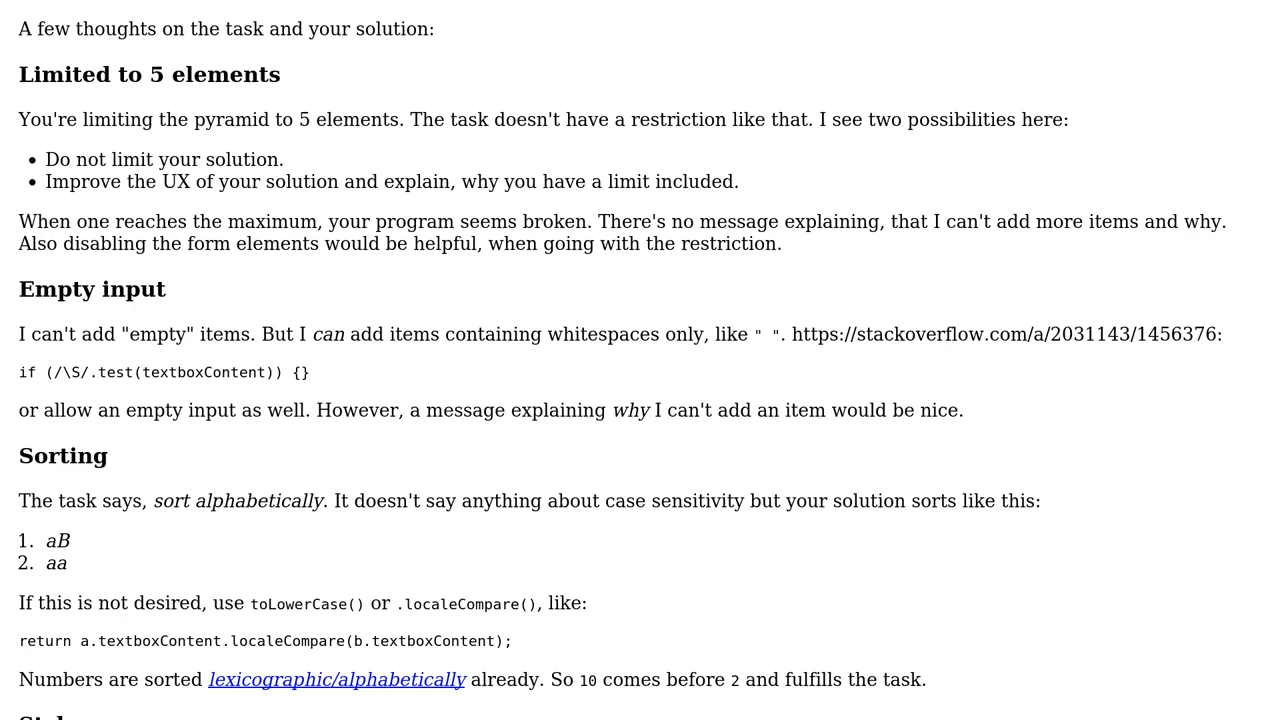 A few thoughts on the task and your solution:
Limited to 5 elements
You're limiting the pyramid to 5 elements. The task doesn't have a restriction like that. I see two possibilities here:
• Do not limit your solution.
• Improve the UX of your solution and explain, why you have a limit included.
When one reaches the maximum, your program seems broken. There's no message explaining, that I can't add more items and why.
Also disabling the form elements would be helpful, when going with the restriction.
Empty input
I can't add "empty" items. But I can add items containing whitespaces only, like " ". https://stackoverflow.com/a/2031143/1456376:
if (/\S/.test(textboxContent)) {}
or allow an empty input as well. However, a message explaining why I can't add an item would be nice.
Sorting
The task says, sort alphabetically. It doesn't say anything about case sensitivity but your solution sorts like this:
1. aB
2. aa
If this is not desired, use toLowerCase() or .localeCompare(), like:
return a.textboxContent.localeCompare(b.textboxContent);
Numbers are sorted lexicographic/alphabetically already. So 10 comes before 2 and fulfills the task.